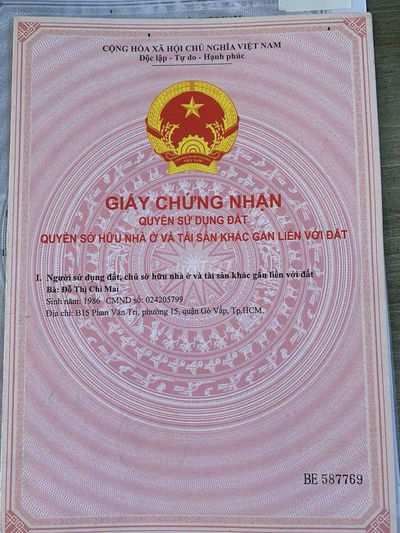 CỘNG HÒA XÃ HỘI CHỦ NGHĨA VIỆT NAM
Độc lập - Tự do - Hạnh phúc
VIỆT NAM
GIẤY CHỨNG NHẬN
QUYỀN SỬ DỤNG ĐẤT
QUYỀN SỞ HỮU NHÀ Ở VÀ TÀI SẢN KHÁC GẮN LIỀN VỚI ĐẤT
I. Người sử dụng đất, chủ sở hữu nhà ở và tài sản khác gắn liền với đất
Bà: Đỗ Thị Chi Mai
Sinh năm: 1986 CMND số: 024205799
Địa chỉ: B15 Phan Văn Trị, phường 15, quận Gò Vấp, Tp.HCM.
BE 587769